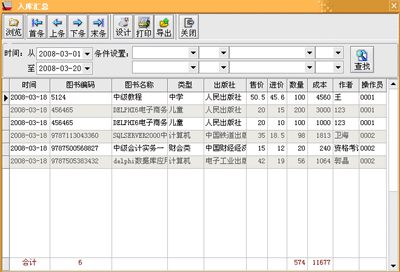 入库汇总
浏览 首条 上条 下条 末条 设计 打印 导出 关闭
时间: 从 2008-03-01 条件设置:
至 2008-03-20 查找
时间 图书编码 图书名称 类型 出版社 售价 进价 数量 成本 作者 操作员
2008-03-18 5124 中级教程 中学 人民出版社 50.5 45.6 100 4560 王 0001
2008-03-18 456465 DELPHI6电子商务 儿童 人民出版社 20 15 200 3000 123 0001
2008-03-18 456465 DELPHI6电子商务 儿童 人民出版社 20 10 100 1000 123 0001
2008-03-18 9787113043360 SQLSERVER2000中 计算机 中国铁道出版 35 18.5 98 1813 卫海 0002
2008-03-18 9787500568827 中级会计实务一 财会类 中国财经经济 15 12 20 240 资格考试 0002
2008-03-18 9787505383432 delphi数据库应用 计算机 电子工业出版 42 19 56 1064 郭晶 0002
合计 6 574 11677